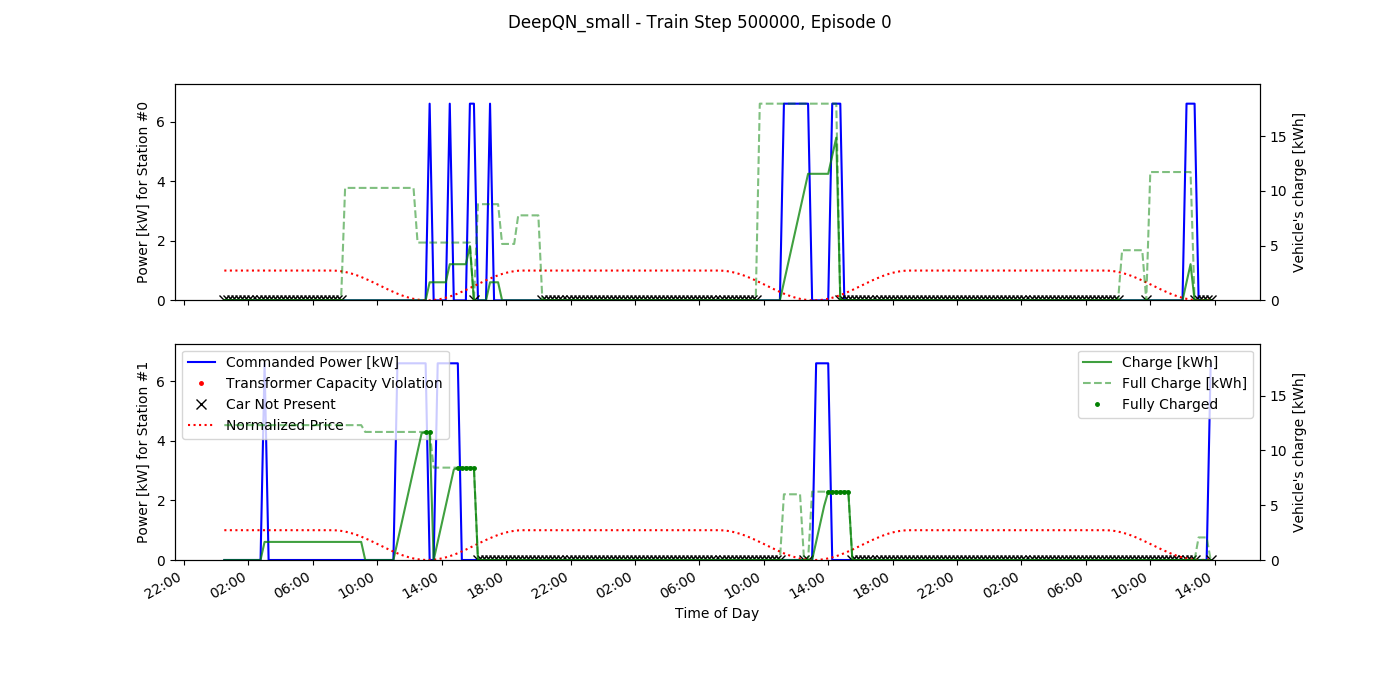 DeepQN_small - Train Step 500000, Episode 0
Power [kW] for Station #0
6
4
2
0
15
10
5
0
Vehicle's charge [kWh]
Power [kW] for Station #1
6
4
2
0
Commanded Power [kW]
Transformer Capacity Violation
Car Not Present
Normalized Price
Charge [kWh]
Full Charge [kWh]
Fully Charged
15
10
5
0
Vehicle's charge [kWh]
22:00 02:00 06:00 10:00 14:00 18:00 22:00 02:00 06:00 10:00 14:00 18:00 22:00 02:00 06:00 10:00 14:00
Time of Day